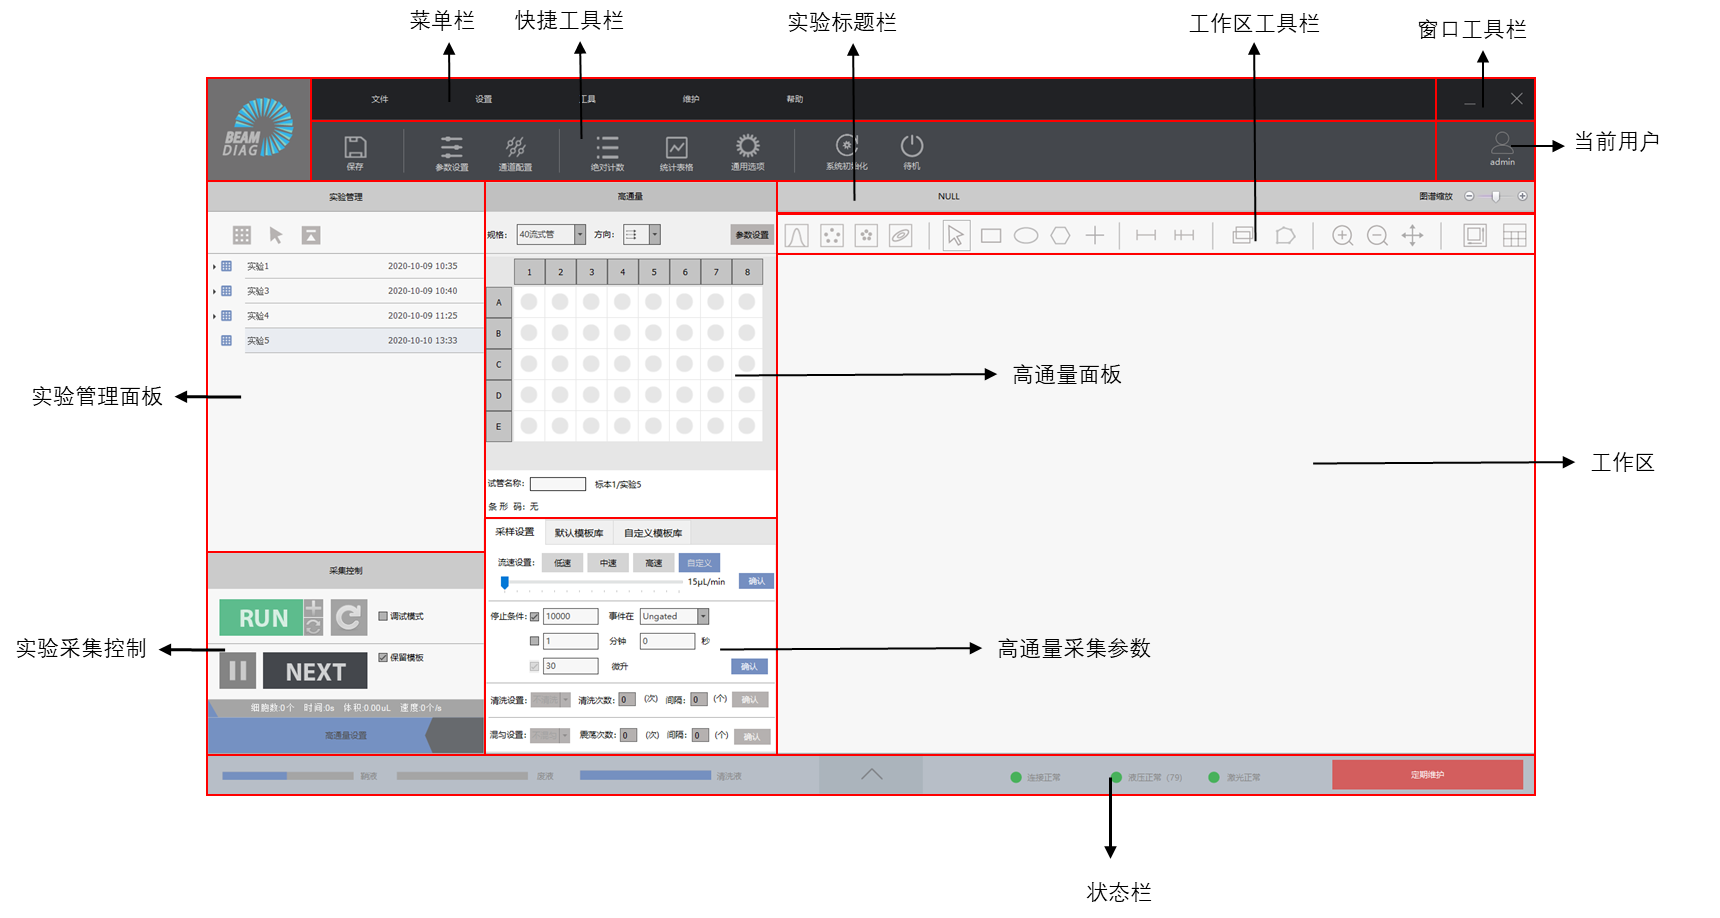 菜单栏
快捷工具栏
实验标题栏
工作区工具栏
窗口工具栏
文件
设置
工具
维护
帮助
BEAM
DIAG
保存
参数设置
通道配置
绝对计数
统计表格
通用选项
系统初始化
待机
admin
当前用户
实验管理
高通量
NULL
图谱缩放
规格:
40流式管
方向:
参数设置
实验1 2020-10-09 10:35
实验3 2020-10-09 10:40
实验4 2020-10-09 11:25
实验5 2020-10-10 13:33
1 2 3 4 5 6 7 8
A
B
C
D
E
实验管理面板
高通量面板
工作区
试管名称:
标本1/实验5
条 形 码: 无
采样设置
默认模板库
自定义模板库
流速设置:
低速
中速
高速
自定义
15μL/min
确认
停止条件:
10000
事件在
Ungated
1
分钟
0
秒
30
微升
确认
清洗设置:
清洗次数:
0
(次)
间隔:
0
(个)
确认
混匀设置:
震荡次数:
0
(次)
间隔:
0
(个)
确认
高通量采集参数
采集控制
RUN
调试模式
NEXT
保留模板
实验采集控制
细胞数:0个 时间:0s 体积:0.00uL 速度:0个/s
高通量设置
鞘液
废液
清洗液
连接正常
液压正常 (79)
激光正常
定期维护
状态栏